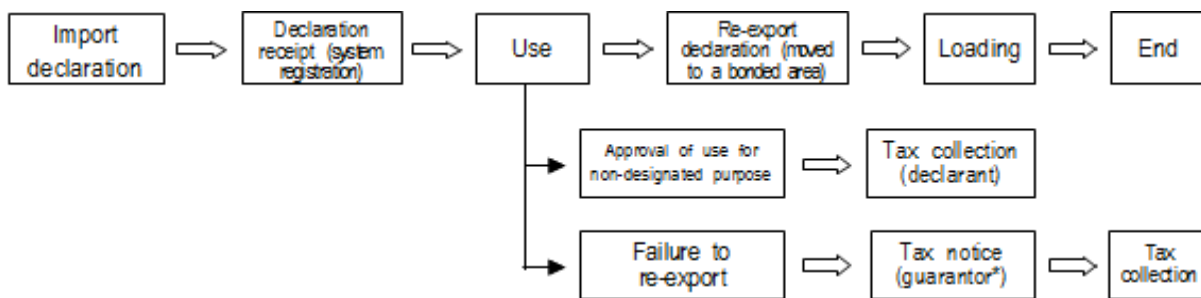 Import
declaration
Declaration
receipt (system
registration)
Use
Re-export
declaration (moved
to a bonded area)
Loading
End
Approval of use for
non-designated purpose
Tax collection
(declarant)
Failure to
re-export
Tax notice
(guarantor*)
Tax
collection